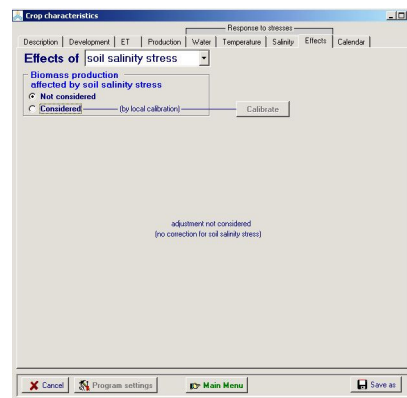 Crop characteristics
Response to stresses
Description Development ET Production Water Temperature Salinity Effects Calendar
Effects of soil salinity stress
Biomass production
affected by soil salinity stress
Not considered
Considered (by local calibration) Calibrate
adjustment not considered
(no correction for soil salinity stress)
Cancel Program settings Main Menu Save as